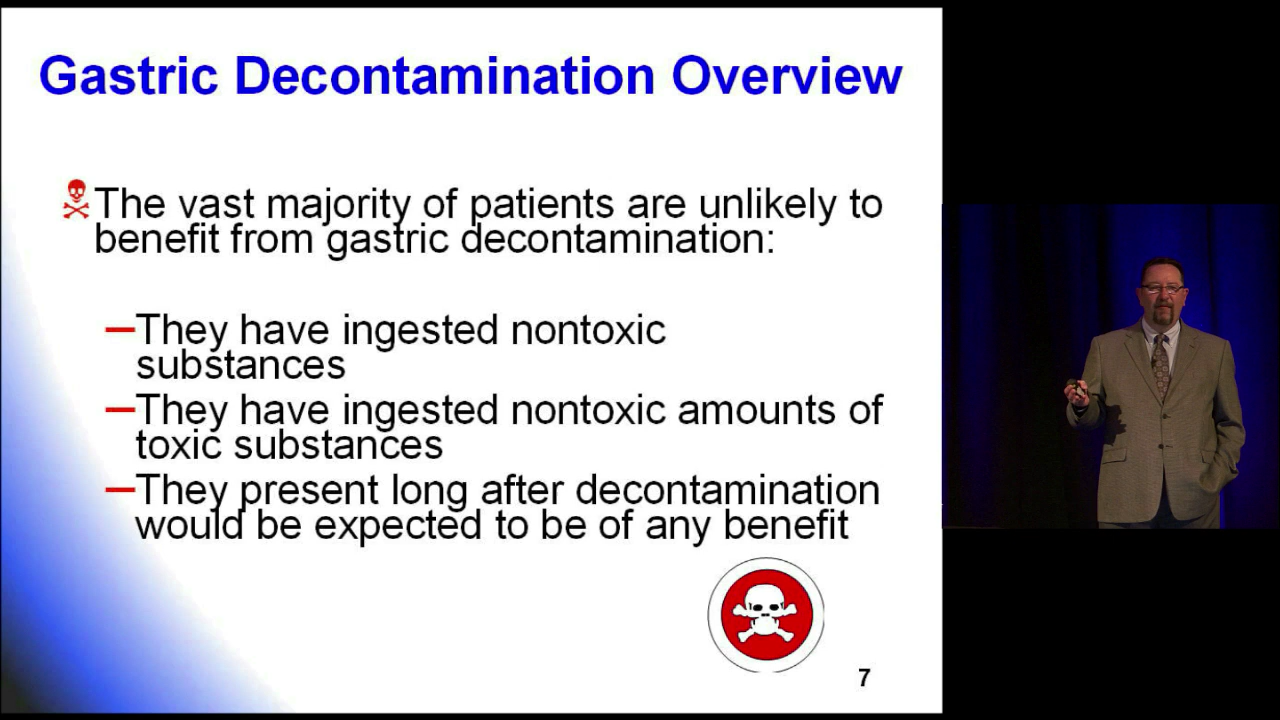 Gastric Decontamination Overview
The vast majority of patients are unlikely to
benefit from gastric decontamination:
–They have ingested nontoxic
substances
–They have ingested nontoxic amounts of
toxic substances
–They present long after decontamination
would be expected to be of any benefit
7